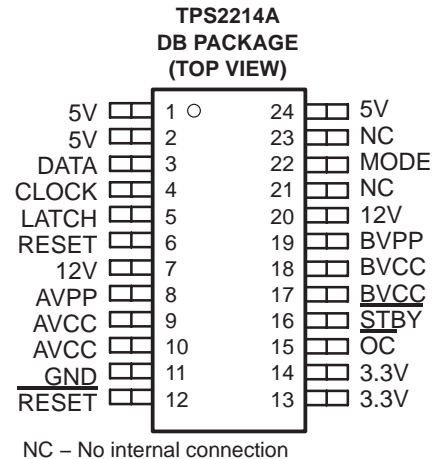 TPS2214A
DB PACKAGE
(TOP VIEW)
5V 1 24 5V
5V 2 23 NC
DATA 3 22 MODE
CLOCK 4 21 NC
LATCH 5 20 12V
RESET 6 19 BVPP
12V 7 18 BVCC
AVPP 8 17 BVCC
AVCC 9 16 STBY
AVCC 10 15 OC
GND 11 14 3.3V
RESET 12 13 3.3V
NC – No internal connection